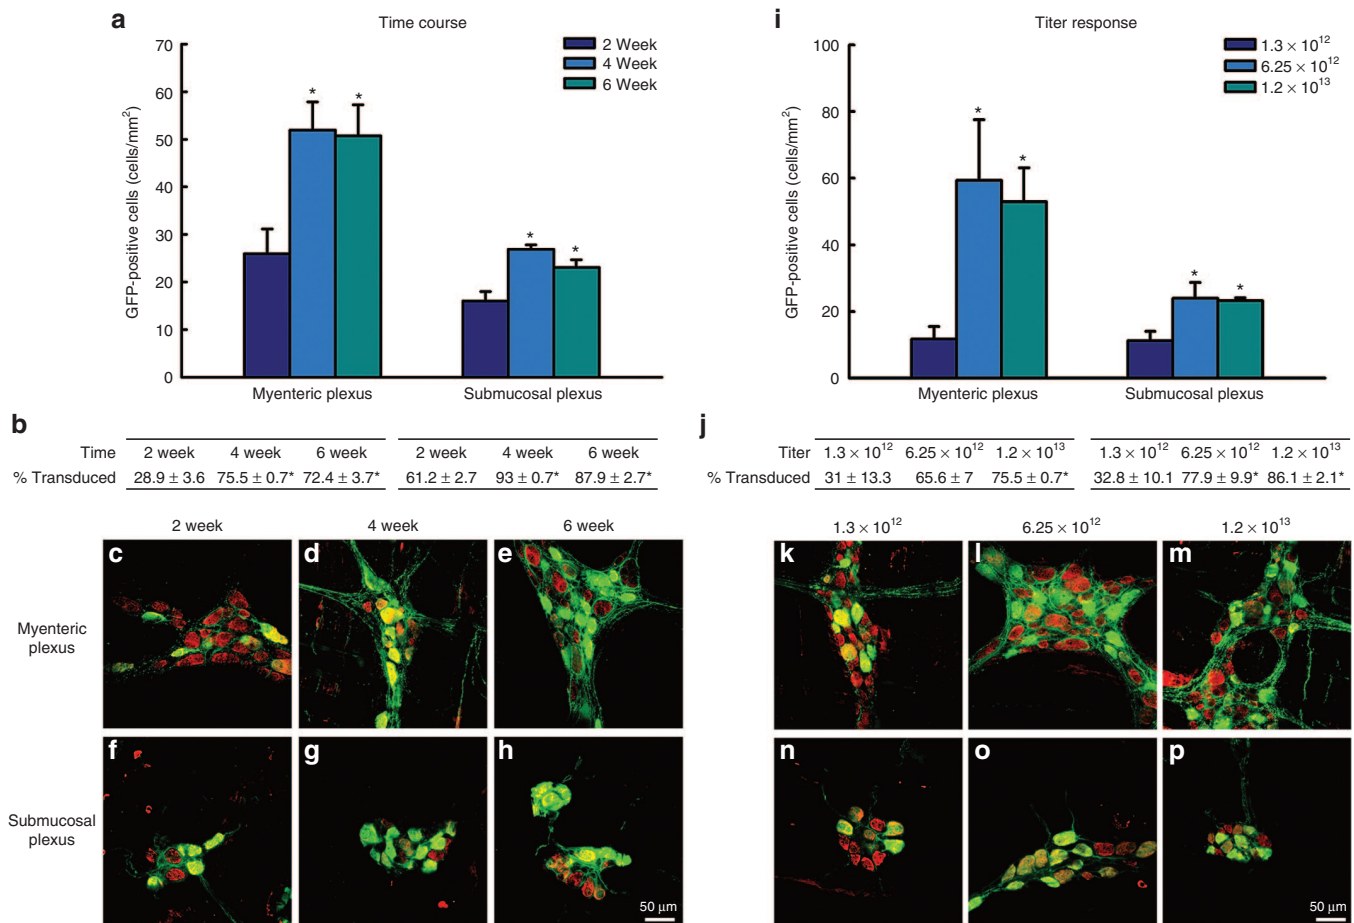 a
Time course
70
60
50
40
30
20
10
0
GFP-positive cells (cells/mm²)
2 Week
4 Week
6 Week
* *
* *
Myenteric plexus
Submucosal plexus
b
Time 2 week 4 week 6 week 2 week 4 week 6 week
% Transduced 28.9 ± 3.6 75.5 ± 0.7* 72.4 ± 3.7* 61.2 ± 2.7 93 ± 0.7* 87.9 ± 2.7*
2 week 4 week 6 week
Myenteric plexus
c d e
Submucosal plexus
f g h
50 µm
i
Titer response
100
80
60
40
20
0
GFP-positive cells (cells/mm²)
1.3 × 10¹²
6.25 × 10¹²
1.2 × 10¹³
* *
* *
Myenteric plexus
Submucosal plexus
j
Titer 1.3 × 10¹² 6.25 × 10¹² 1.2 × 10¹³ 1.3 × 10¹² 6.25 × 10¹² 1.2 × 10¹³
% Transduced 31 ± 13.3 65.6 ± 7 75.5 ± 0.7* 32.8 ± 10.1 77.9 ± 9.9* 86.1 ± 2.1*
1.3 × 10¹² 6.25 × 10¹² 1.2 × 10¹³
k l m
n o p
50 µm